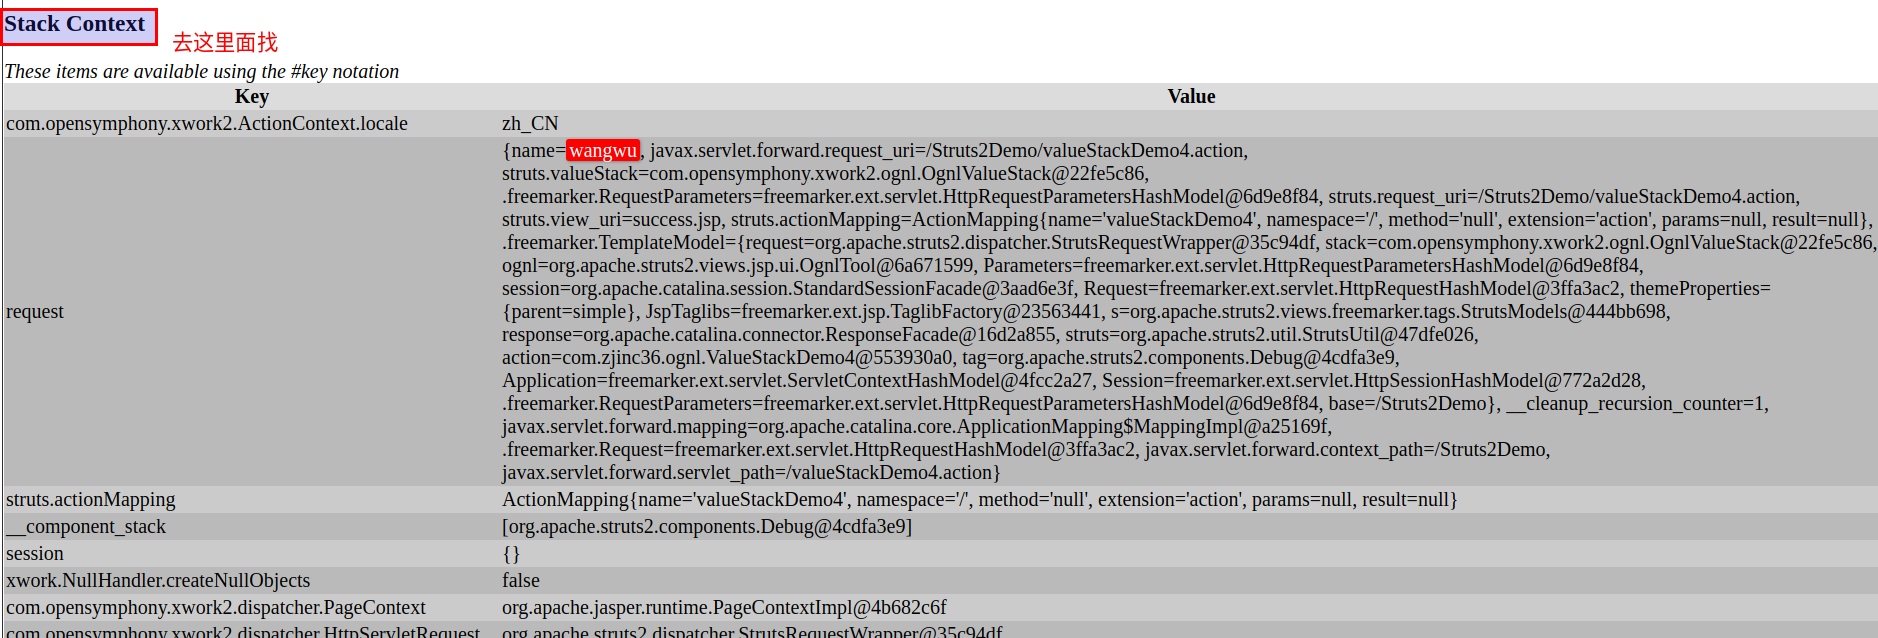 Stack Context
去这里面找
These items are available using the #key notation
Key Value
com.opensymphony.xwork2.ActionContext.locale zh_CN
{name=wangwu, javax.servlet.forward.request_uri=/Struts2Demo/valueStackDemo4.action,
struts.valueStack=com.opensymphony.xwork2.ognl.OgnlValueStack@22fe5c86,
.freemarker.RequestParameters=freemarker.ext.servlet.HttpRequestParametersHashModel@6d9e8f84, struts.request_uri=/Struts2Demo/valueStackDemo4.action,
struts.view_uri=success.jsp, struts.actionMapping=ActionMapping{name='valueStackDemo4', namespace='/', method='null', extension='action', params=null, result=null},
.freemarker.TemplateModel={request=org.apache.struts2.dispatcher.StrutsRequestWrapper@35c94df, stack=com.opensymphony.xwork2.ognl.OgnlValueStack@22fe5c86,
ognl=org.apache.struts2.views.jsp.ui.OgnlTool@6a671599, Parameters=freemarker.ext.servlet.HttpRequestParametersHashModel@6d9e8f84,
session=org.apache.catalina.session.StandardSessionFacade@3aad6e3f, Request=freemarker.ext.servlet.HttpRequestHashModel@3ffa3ac2, themeProperties=
request {parent=simple}, JspTaglibs=freemarker.ext.jsp.TaglibFactory@23563441, s=org.apache.struts2.views.freemarker.tags.StrutsModels@444bb698,
response=org.apache.catalina.connector.ResponseFacade@16d2a855, struts=org.apache.struts2.util.StrutsUtil@47dfe026,
action=com.zjinc36.ognl.ValueStackDemo4@553930a0, tag=org.apache.struts2.components.Debug@4cdfa3e9,
Application=freemarker.ext.servlet.ServletContextHashModel@4fcc2a27, Session=freemarker.ext.servlet.HttpSessionHashModel@772a2d28,
.freemarker.RequestParameters=freemarker.ext.servlet.HttpRequestParametersHashModel@6d9e8f84, base=/Struts2Demo}, __cleanup_recursion_counter=1,
javax.servlet.forward.mapping=org.apache.catalina.core.ApplicationMapping$MappingImpl@a25169f,
.freemarker.Request=freemarker.ext.servlet.HttpRequestHashModel@3ffa3ac2, javax.servlet.forward.context_path=/Struts2Demo,
javax.servlet.forward.servlet_path=/valueStackDemo4.action}
struts.actionMapping ActionMapping{name='valueStackDemo4', namespace='/', method='null', extension='action', params=null, result=null}
__component_stack [org.apache.struts2.components.Debug@4cdfa3e9]
session {}
xwork.NullHandler.createNullObjects false
com.opensymphony.xwork2.dispatcher.PageContext org.apache.jasper.runtime.PageContextImpl@4b682c6f
com.opensymphony.xwork2.dispatcher.HttpServletRequest org.apache.struts2.dispatcher.StrutsRequestWrapper@35c94df